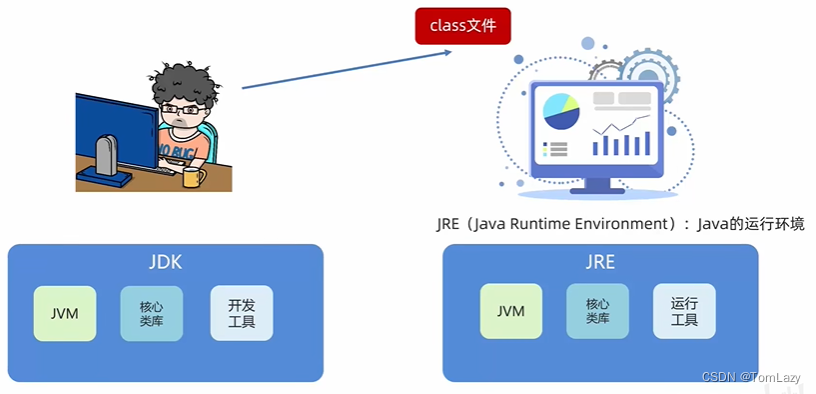 class文件
NO BUG!
JRE（Java Runtime Environment）：Java的运行环境
JDK
JVM
核心
类库
开发
工具
JRE
JVM
核心
类库
运行
工具
CSDN @TomLazy